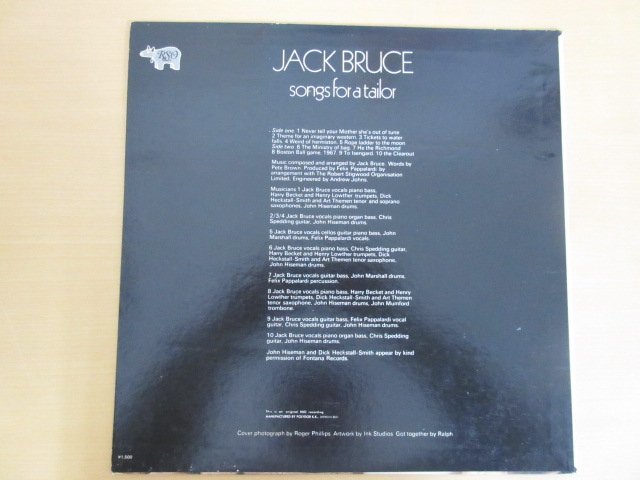 RSO
JACK BRUCE
songs for a tailor
Side one. 1 Never tell your Mother she's out of tune
2 Theme for an imaginary western. 3 Tickets to water
falls. 4 Weird of hermiston. 5 Rope ladder to the moon
Side two. 6 The Ministry of bag. 7 He the Richmond
8 Boston Ball game, 1967. 9 To Isengard. 10 the Clearout
Music composed and arranged by Jack Bruce. Words by
Pete Brown. Produced by Felix Pappalardi by
arrangement with The Robert Stigwood Organisation
Limited. Engineered by Andrew Johns.
Musicians 1 Jack Bruce vocals piano bass,
Harry Becket and Henry Lowther trumpets, Dick
Heckstall-Smith and Art Themen tenor and soprano
saxophones, John Hiseman drums.
2/3/4 Jack Bruce vocals piano organ bass, Chris
Spedding guitar, John Hiseman drums.
5 Jack Bruce vocals cellos guitar piano bass, John
Marshall drums, Felix Pappalardi vocals.
6 Jack Bruce vocals piano bass, Chris Spedding guitar,
Harry Becket and Henry Lowther trumpets, Dick
Heckstall-Smith and Art Themen tenor saxophone,
John Hiseman drums.
7 Jack Bruce vocals guitar bass, John Marshall drums,
Felix Pappalardi percussion.
8 Jack Bruce vocals piano bass, Harry Becket and Henry
Lowther trumpets, Dick Heckstall-Smith and Art Themen
tenor saxophone, John Hiseman drums, John Mumford
trombone.
9 Jack Bruce vocals guitar bass, Felix Pappalardi vocal
guitar, Chris Spedding guitar, John Hiseman drums.
10 Jack Bruce vocals piano organ bass, Chris Spedding
guitar, John Hiseman drums.
John Hiseman and Dick Heckstall-Smith appear by kind
permission of Fontana Records.
This is an original RSO recording.
MANUFACTURED BY POLYDOR K.K.
Cover photograph by Roger Phillips. Artwork by Ink Studios Got together by Ralph
¥1,500